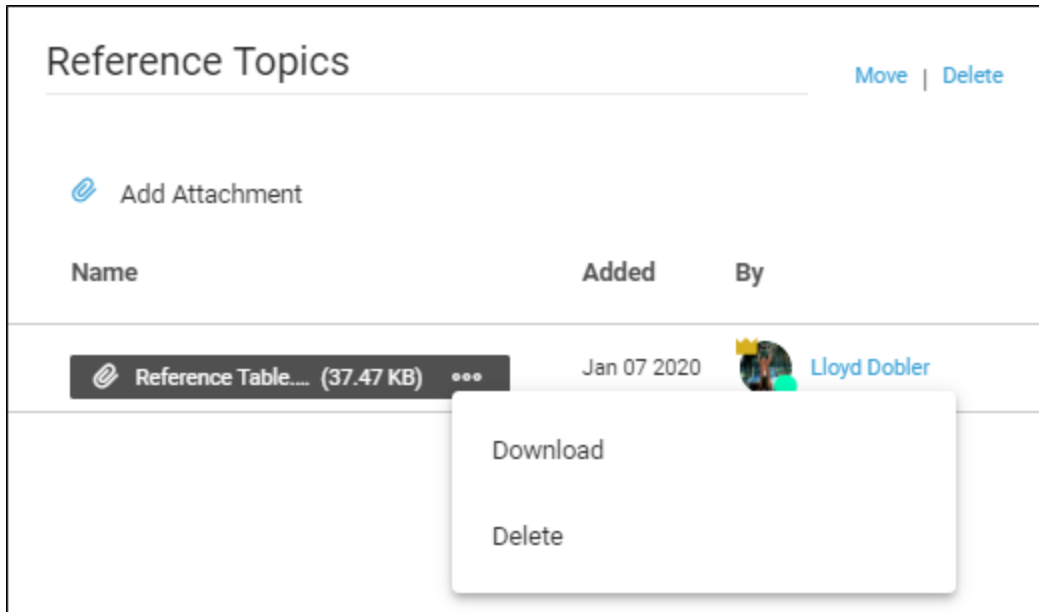 Reference Topics
Move | Delete
Add Attachment
Name Added By
Reference Table.... (37.47 KB) Jan 07 2020 Lloyd Dobler
Download
Delete